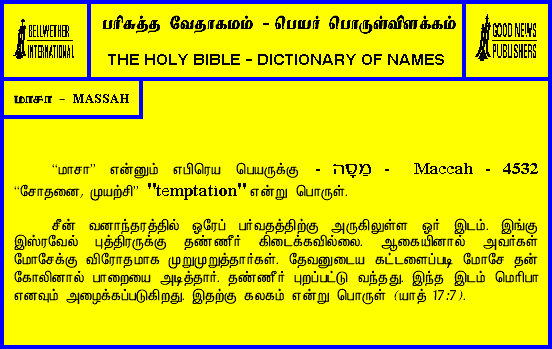 BELLWETHER
INTERNATIONAL
பரிசுத்த வேதாகமம் - பெயர் பொருள்விளக்கம்
THE HOLY BIBLE - DICTIONARY OF NAMES
GOOD NEWS
PUBLISHERS
மாசா - MASSAH
“மாசா” என்னும் எபிரெய பெயருக்கு - מַסָּה - Maccah - 4532
“சோதனை, முயற்சி” "temptation" என்று பொருள்.
சீன் வனாந்தரத்தில் ஓரேப் பர்வதத்திற்கு அருகிலுள்ள ஓர் இடம். இங்கு
இஸ்ரவேல் புத்திரருக்கு தண்ணீர் கிடைக்கவில்லை. ஆகையினால் அவர்கள்
மோசேக்கு விரோதமாக முறுமுறுத்தார்கள். தேவனுடைய கட்டளைப்படி மோசே தன்
கோலினால் பாறையை அடித்தார். தண்ணீர் புறப்பட்டு வந்தது. இந்த இடம் மெரிபா
எனவும் அழைக்கப்படுகிறது. இதற்கு கலகம் என்று பொருள் (யாத் 17:7).